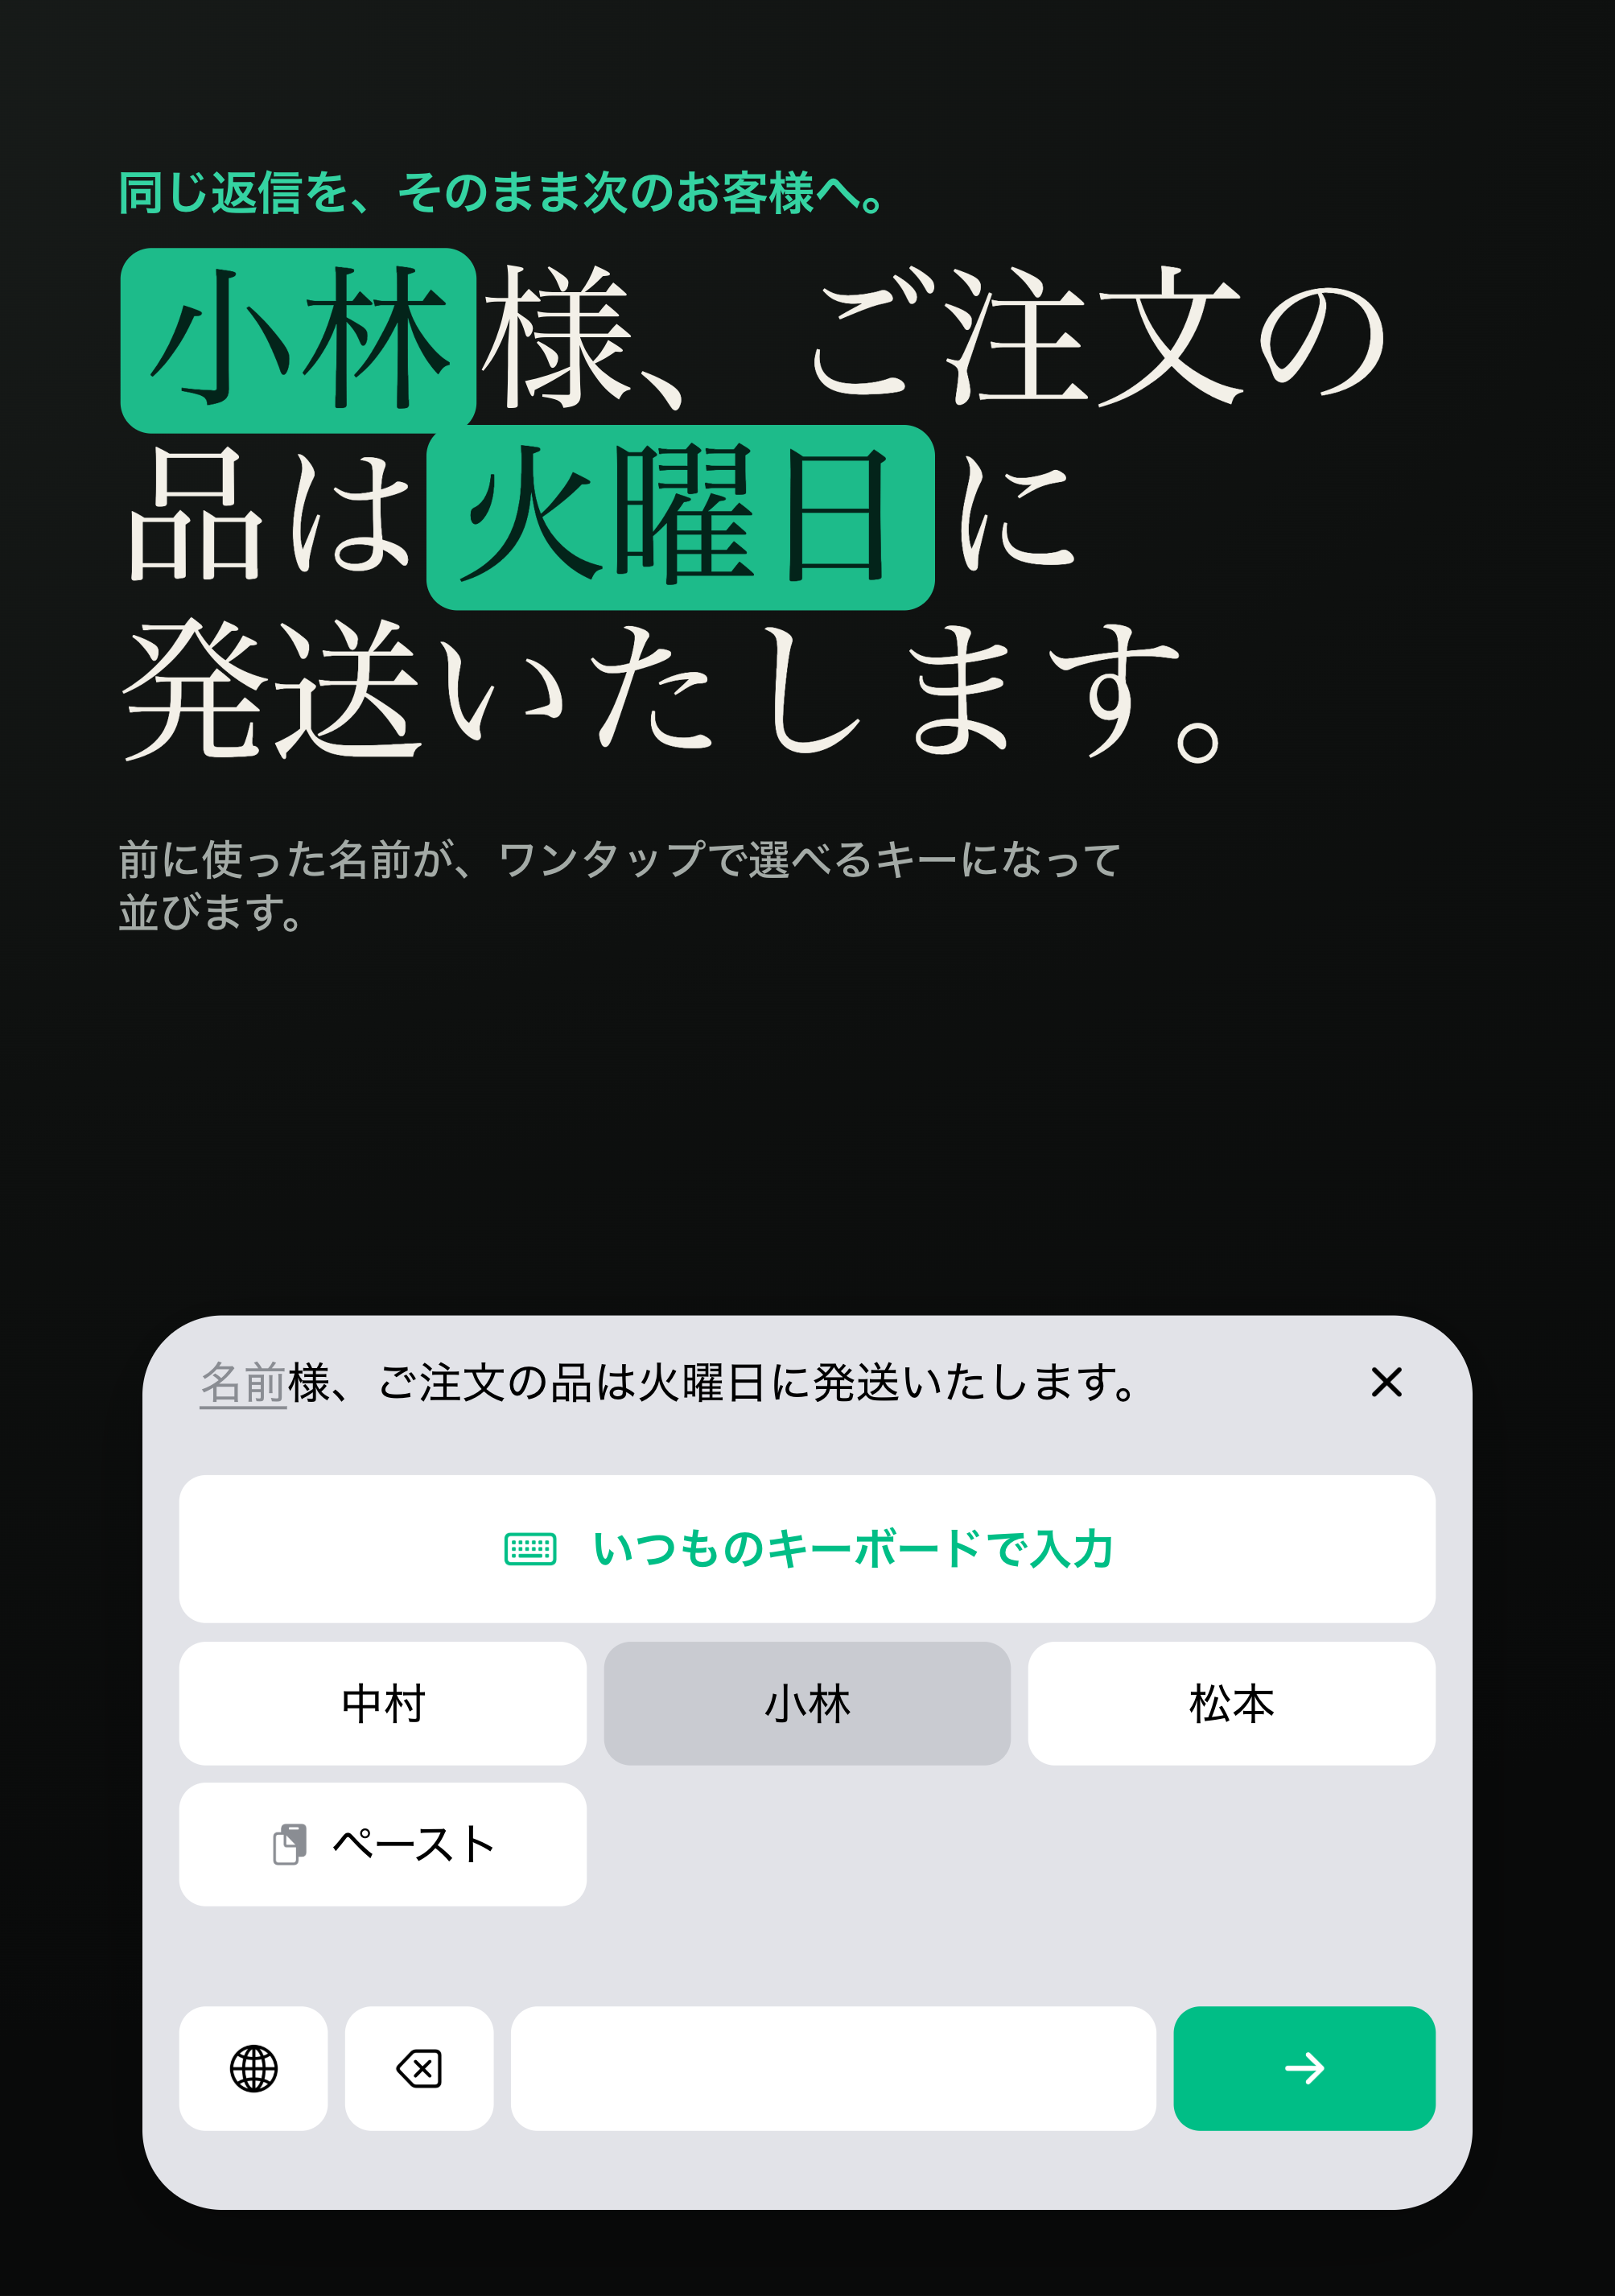 同じ返信を、そのまま次のお客様へ。
小林様、ご注文の
品は火曜日に
発送いたします。
前に使った名前が、ワンタップで選べるキーになって
並びます。
名前様、ご注文の品は火曜日に発送いたします。
いつものキーボードで入力
中村
小林
松本
ペースト